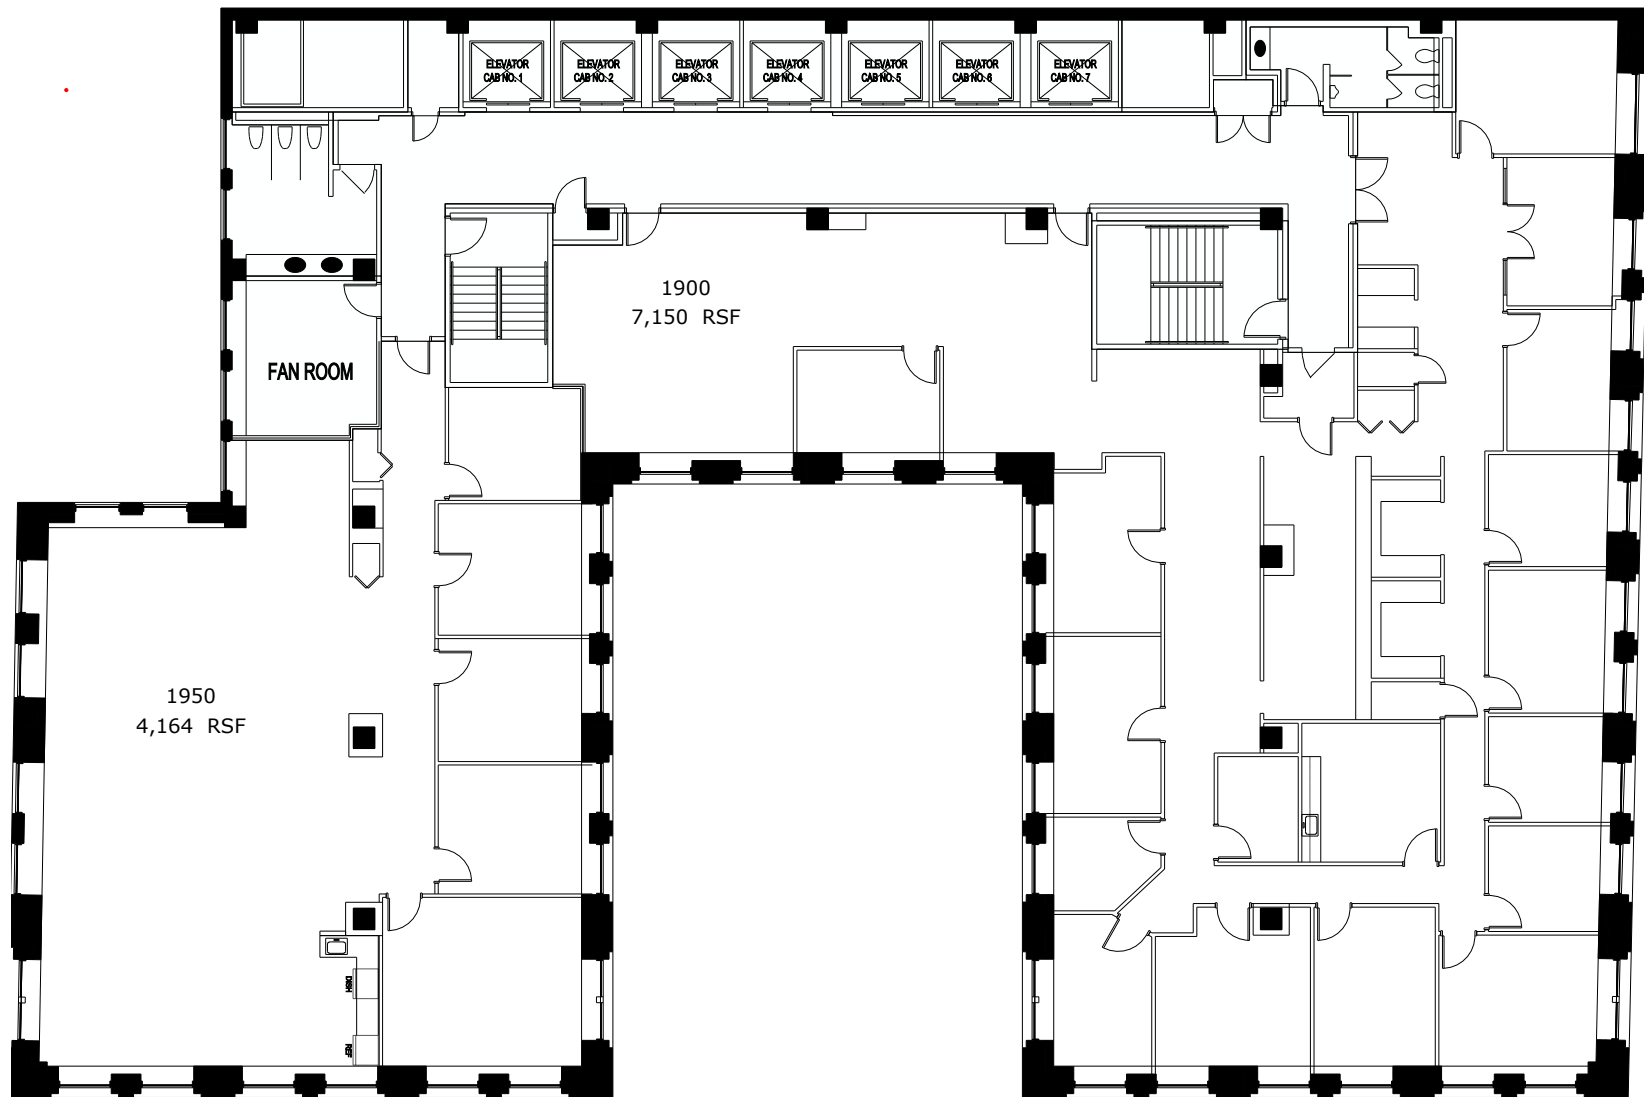 ELEVATOR
CAB NO. 1
ELEVATOR
CAB NO. 2
ELEVATOR
CAB NO. 3
ELEVATOR
CAB NO. 4
ELEVATOR
CAB NO. 5
ELEVATOR
CAB NO. 6
ELEVATOR
CAB NO. 7
1900
7,150 RSF
FAN ROOM
1950
4,164 RSF
DISH
REF